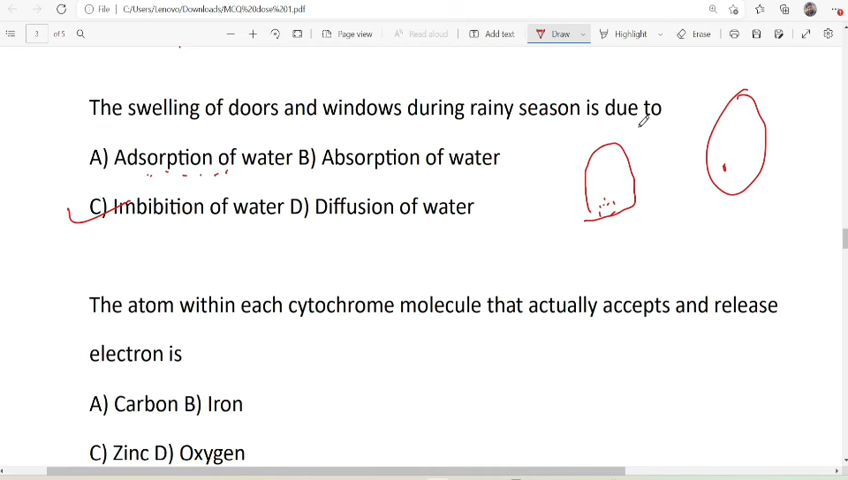 File C:/Users/Lenovo/Downloads/MCQ%20dose%201.pdf
3 of 5 Page view Read aloud Add text Draw Highlight Erase
The swelling of doors and windows during rainy season is due to
A) Adsorption of water B) Absorption of water
C) Imbibition of water D) Diffusion of water
The atom within each cytochrome molecule that actually accepts and release
electron is
A) Carbon B) Iron
C) Zinc D) Oxygen